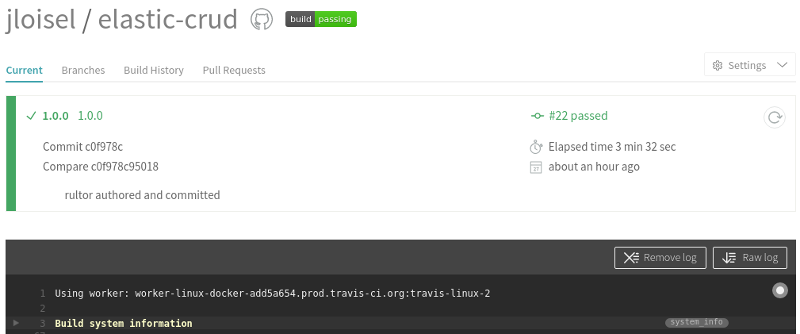 jloisel / elastic-crud build passing
Current Branches Build History Pull Requests Settings
1.0.0 1.0.0 #22 passed
Commit c0f978c Elapsed time 3 min 32 sec
Compare c0f978c95018 about an hour ago
rultor authored and committed
Remove log Raw log
1 Using worker: worker-linux-docker-add5a654.prod.travis-ci.org:travis-linux-2
2
3 Build system information system_info